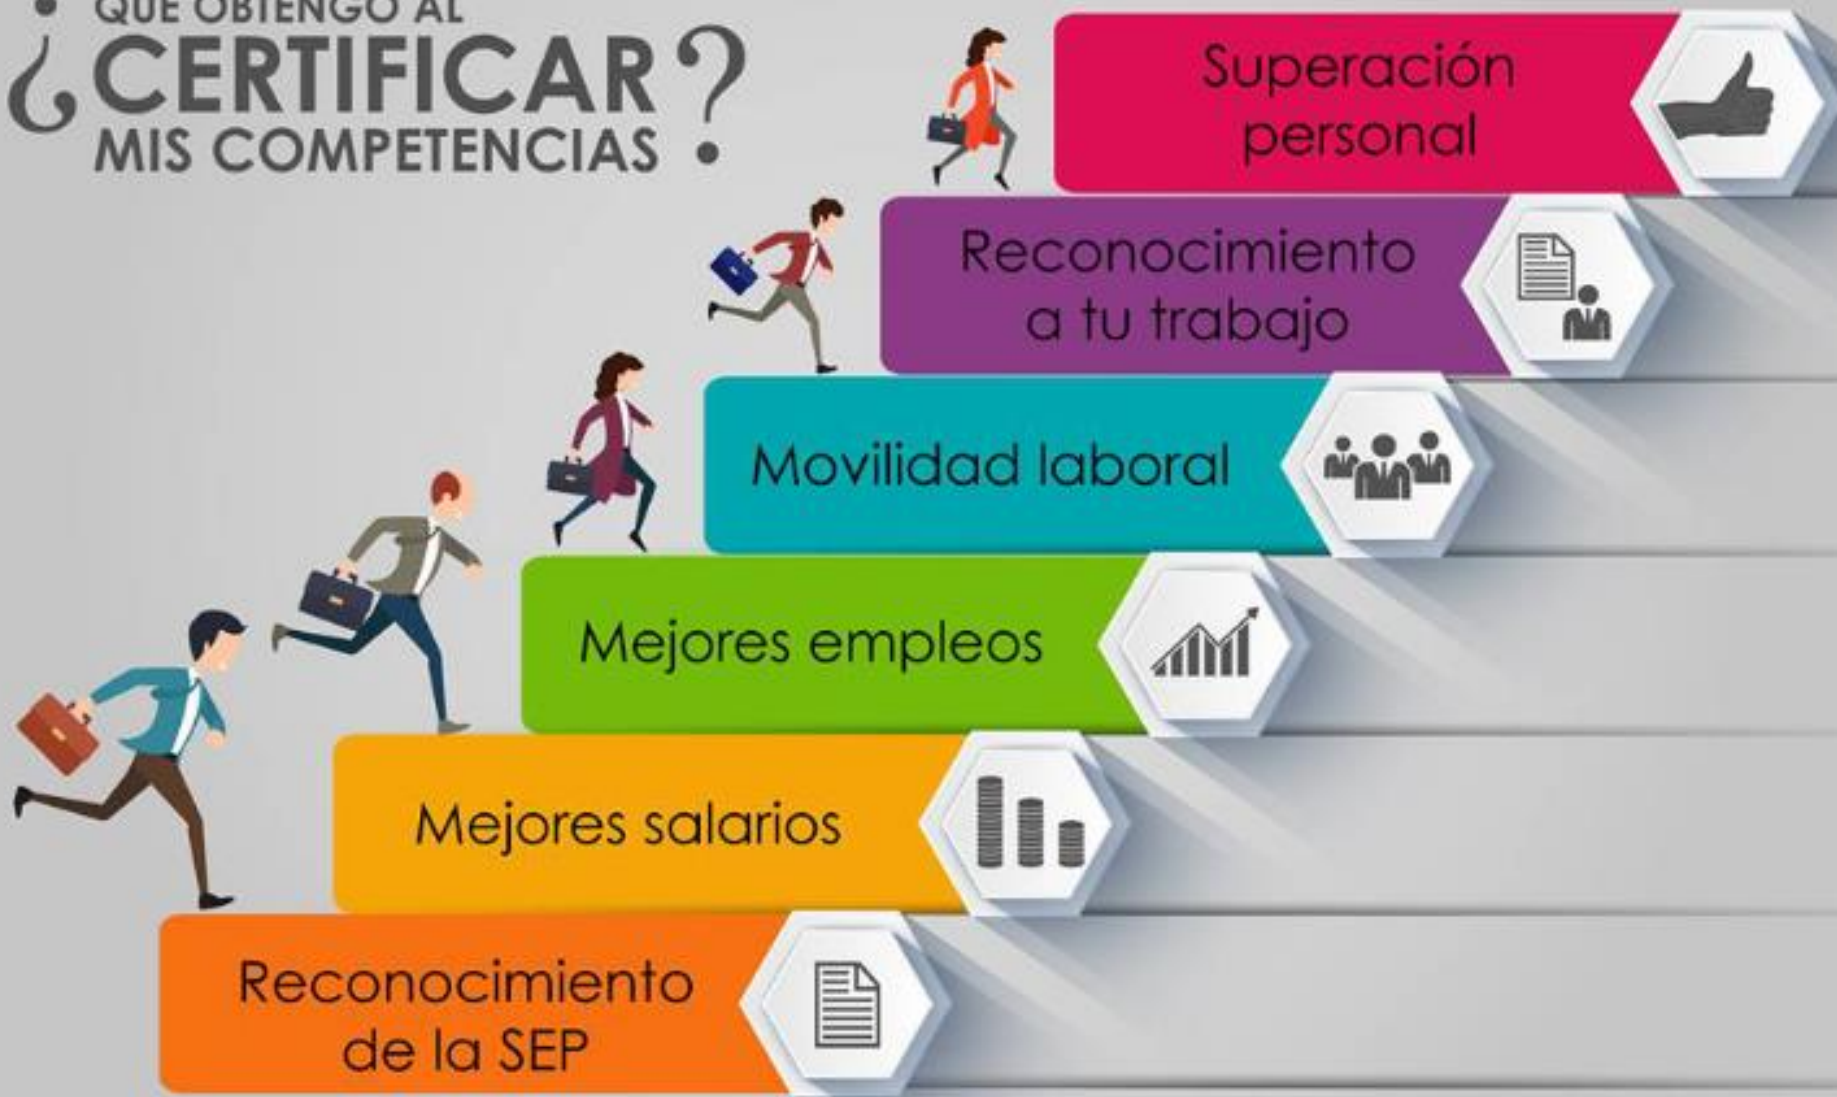 QUE OBTENGO AL
¿CERTIFICAR?
MIS COMPETENCIAS
Superación
personal
Reconocimiento
a tu trabajo
Movilidad laboral
Mejores empleos
Mejores salarios
Reconocimiento
de la SEP